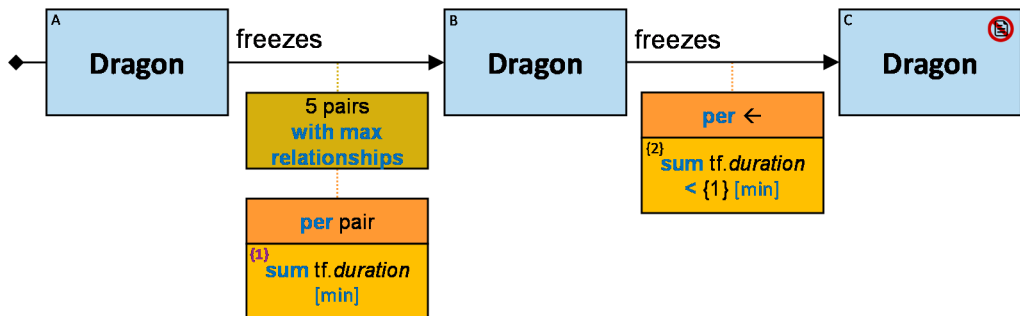 A
Dragon
freezes
B
Dragon
freezes
C
Dragon
5 pairs
with max
relationships
per pair
{1}
sum tf.duration
[min]
per ←
{2}
sum tf.duration
< {1} [min]